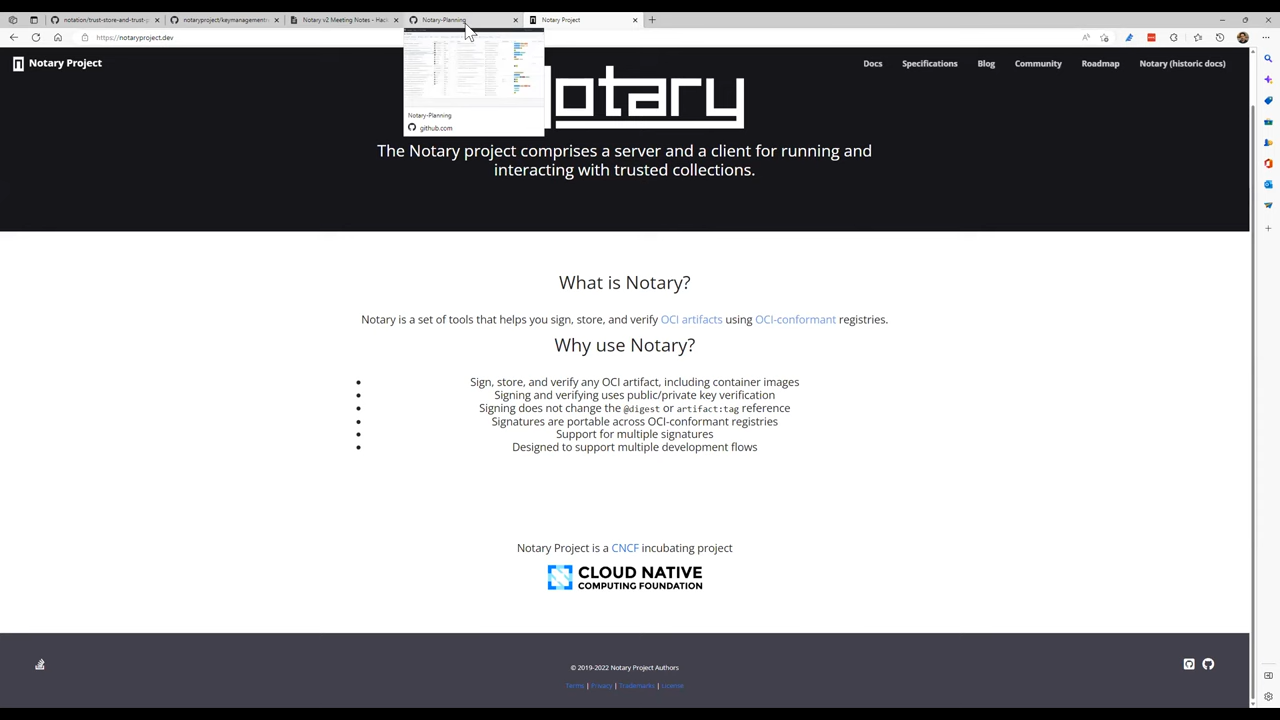 notation/trust-store-and-trust-p
notaryproject/keymanagement
Notary v2 Meeting Notes - Hack
Notary-Planning
Notary Project
https://notaryproject.dev
Notary Project
Docs
Specifications
Blog
Community
Roadmap
Notary (historic docs)
Notary-Planning
github.com
otary
The Notary project comprises a server and a client for running and
interacting with trusted collections.
What is Notary?
Notary is a set of tools that helps you sign, store, and verify OCI artifacts using OCI-conformant registries.
Why use Notary?
Sign, store, and verify any OCI artifact, including container images
Signing and verifying uses public/private key verification
Signing does not change the @digest or artifact:tag reference
Signatures are portable across OCI-conformant registries
Support for multiple signatures
Designed to support multiple development flows
Notary Project is a CNCF incubating project
CLOUD NATIVE
COMPUTING FOUNDATION
© 2019-2022 Notary Project Authors
Terms | Privacy | Trademarks | License